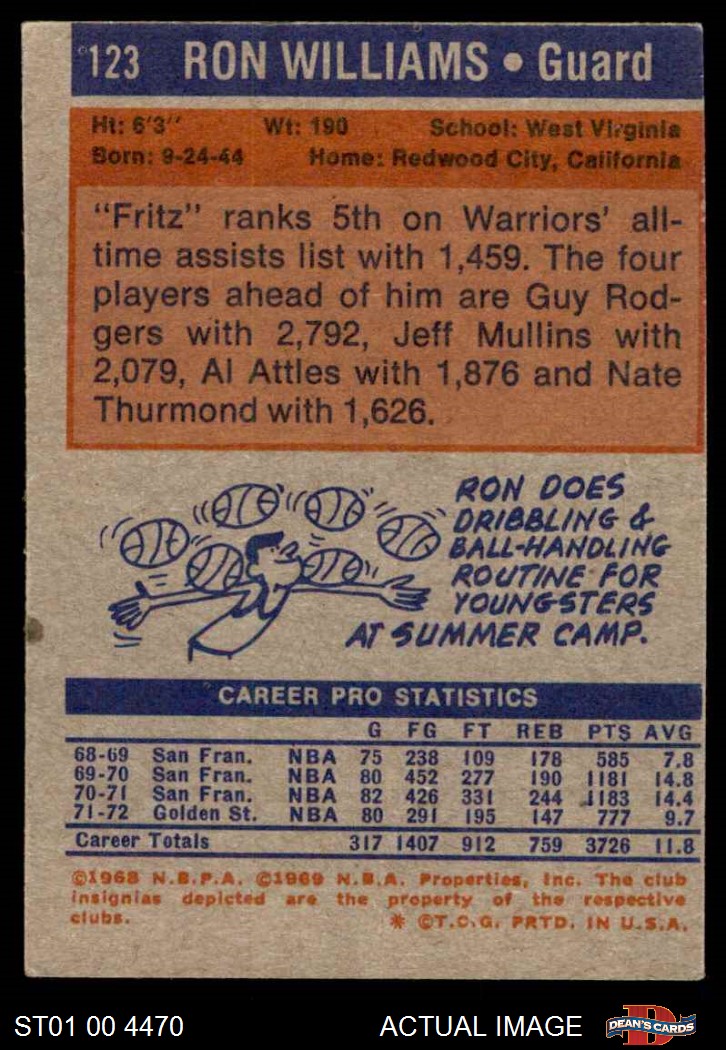 123 RON WILLIAMS • Guard
Ht: 6'3" Wt: 190 School: West Virginia
Born: 9-24-44 Home: Redwood City, California
"Fritz" ranks 5th on Warriors' all-
time assists list with 1,459. The four
players ahead of him are Guy Rod-
gers with 2,792, Jeff Mullins with
2,079, Al Attles with 1,876 and Nate
Thurmond with 1,626.
RON DOES
DRIBBLING &
BALL-HANDLING
ROUTINE FOR
YOUNGSTERS
AT SUMMER CAMP.
CAREER PRO STATISTICS
G FG FT REB PTS AVG
68-69 San Fran. NBA 75 238 109 178 585 7.8
69-70 San Fran. NBA 80 452 277 190 1181 14.8
70-71 San Fran. NBA 82 426 331 244 1183 14.4
71-72 Golden St. NBA 80 291 195 147 777 9.7
Career Totals 317 1407 912 759 3726 11.8
©1968 N.B.P.A. ©1969 N.B.A. Properties, Inc. The club
insignias depicted are the property of the respective
clubs. * ©T.C.G. PRTD. IN U.S.A.
ST01 00 4470 ACTUAL IMAGE DEAN'S CARDS